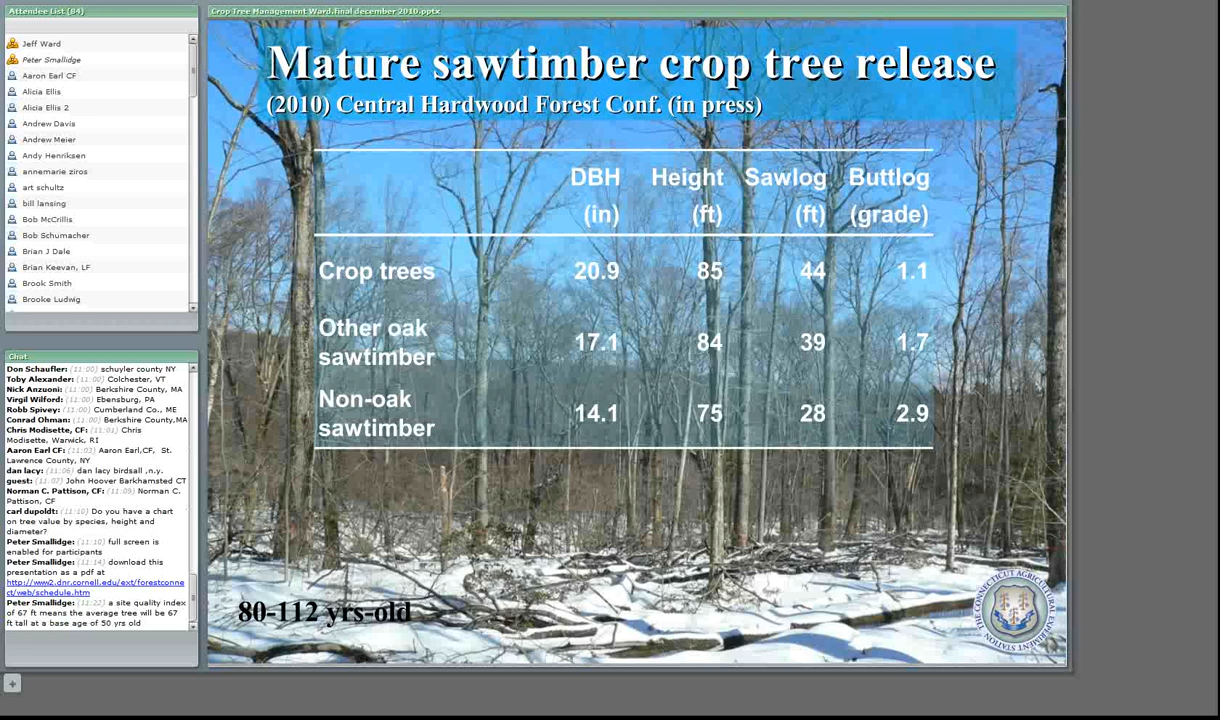 Attendee List (84)
Jeff Ward
Peter Smallidge
Aaron Earl CF
Alicia Ellis
Alicia Ellis 2
Andrew Davis
Andrew Meier
Andy Henriksen
annemarie ziros
art schultz
bill lansing
Bob McCrillis
Bob Schumacher
Brian J Dale
Brian Keevan, LF
Brook Smith
Brooke Ludwig
Chat
Don Schaufler: (11:00) schuyler county NY
Toby Alexander: (11:00) Colchester, VT
Nick Anzuoni: (11:00) Berkshire County, MA
Virgil Wilford: (11:00) Ebensburg, PA
Robb Spivey: (11:00) Cumberland Co., ME
Conrad Ohman: (11:00) Berkshire County,MA
Chris Modisette, CF: (11:01) Chris
Modisette, Warwick, RI
Aaron Earl CF: (11:02) Aaron Earl,CF, St.
Lawrence County, NY
dan lacy: (11:06) dan lacy birdsall ,n.y.
guest: (11:07) John Hoover Barkhamsted CT
Norman C. Pattison, CF: (11:09) Norman C.
Pattison, CF
carl dupoldt: (11:10) Do you have a chart
on tree value by species, height and
diameter?
Peter Smallidge: (11:10) full screen is
enabled for participants
Peter Smallidge: (11:14) download this
presentation as a pdf at
http://www2.dnr.cornell.edu/ext/forestconne
ct/web/schedule.htm
Peter Smallidge: (11:22) a site quality index
of 67 ft means the average tree will be 67
ft tall at a base age of 50 yrs old
Crop Tree Management Ward.final december 2010.pptx
Mature sawtimber crop tree release
(2010) Central Hardwood Forest Conf. (in press)
DBH Height Sawlog Buttlog
(in) (ft) (ft) (grade)
Crop trees 20.9 85 44 1.1
Other oak
sawtimber 17.1 84 39 1.7
Non-oak
sawtimber 14.1 75 28 2.9
80-112 yrs-old
THE CONNECTICUT AGRICULTURAL
EXPERIMENT STATION